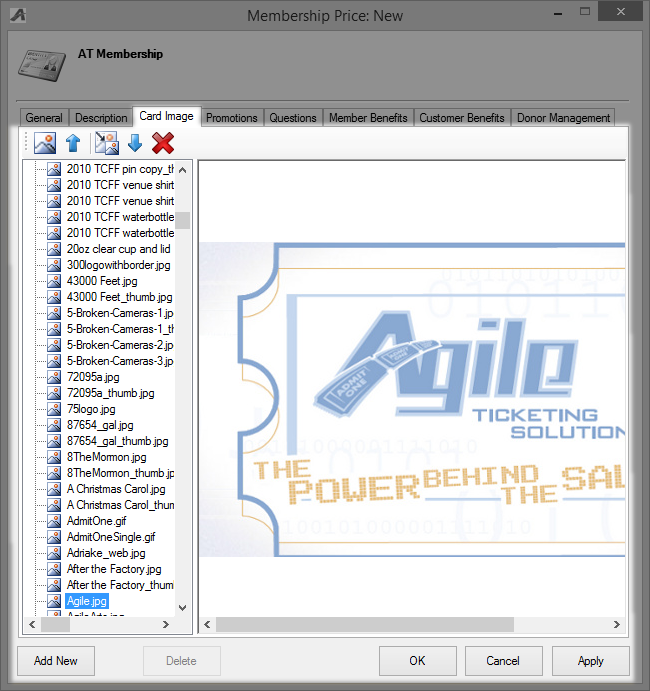 Membership Price: New
AT Membership
General Description Card Image Promotions Questions Member Benefits Customer Benefits Donor Management
2010 TCFF pin copy_th
2010 TCFF venue shirt
2010 TCFF venue shirt
2010 TCFF waterbottle
2010 TCFF waterbottle
20oz clear cup and lid
300logowithborder.jpg
43000 Feet.jpg
43000 Feet_thumb.jpg
5-Broken-Cameras-1.jp
5-Broken-Cameras-1_th
5-Broken-Cameras-2.jp
5-Broken-Cameras-3.jp
72095a.jpg
72095a_thumb.jpg
75logo.jpg
87654_gal.jpg
87654_gal_thumb.jpg
8TheMormon.jpg
8TheMormon_thumb.jp
A Christmas Carol.jpg
A Christmas Carol_thum
AdmitOne.gif
AdmitOneSingle.gif
Adriake_web.jpg
After the Factory.jpg
After the Factory_thum
Agile.jpg
Agile
ADMIT ONE
TICKETING
SOLUTION
THE POWER BEHIND THE SAL
Add New Delete OK Cancel Apply